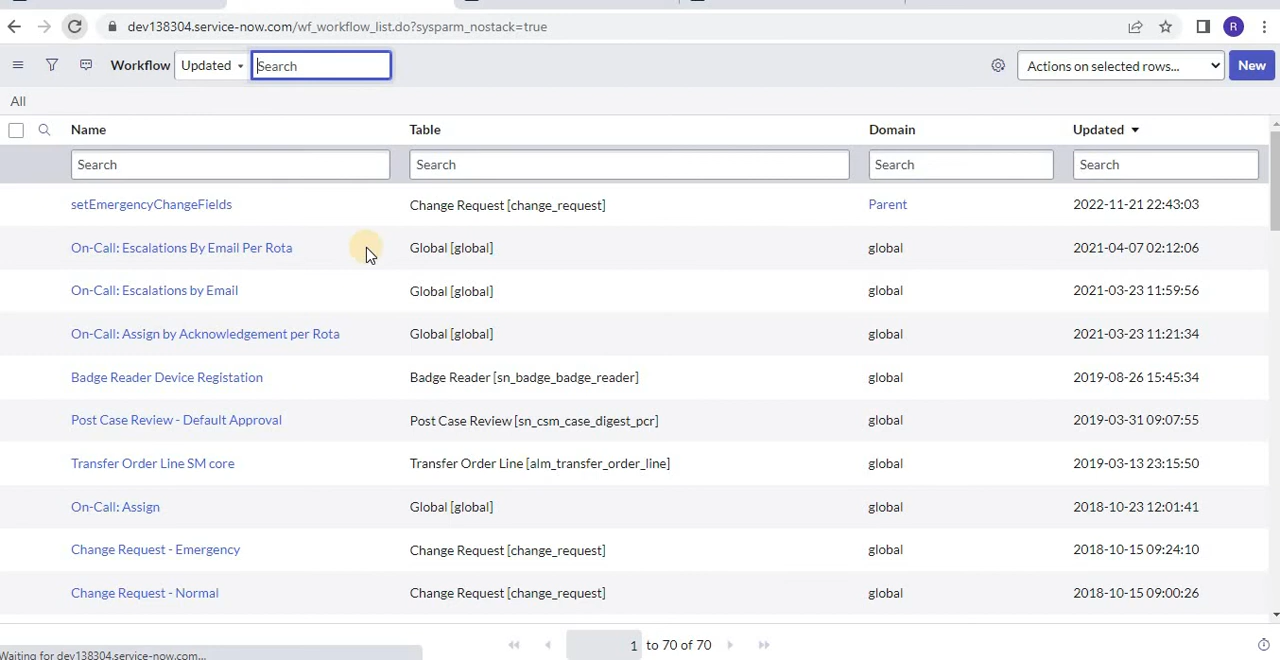 dev138304.service-now.com/wf_workflow_list.do?sysparm_nostack=true
R
Workflow Updated Search Actions on selected rows... New
All
Name Table Domain Updated
Search Search Search Search
setEmergencyChangeFields Change Request [change_request] Parent 2022-11-21 22:43:03
On-Call: Escalations By Email Per Rota Global [global] global 2021-04-07 02:12:06
On-Call: Escalations by Email Global [global] global 2021-03-23 11:59:56
On-Call: Assign by Acknowledgement per Rota Global [global] global 2021-03-23 11:21:34
Badge Reader Device Registation Badge Reader [sn_badge_badge_reader] global 2019-08-26 15:45:34
Post Case Review - Default Approval Post Case Review [sn_csm_case_digest_pcr] global 2019-03-31 09:07:55
Transfer Order Line SM core Transfer Order Line [alm_transfer_order_line] global 2019-03-13 23:15:50
On-Call: Assign Global [global] global 2018-10-23 12:01:41
Change Request - Emergency Change Request [change_request] global 2018-10-15 09:24:10
Change Request - Normal Change Request [change_request] global 2018-10-15 09:00:26
1 to 70 of 70
Waiting for dev138304.service-now.com...